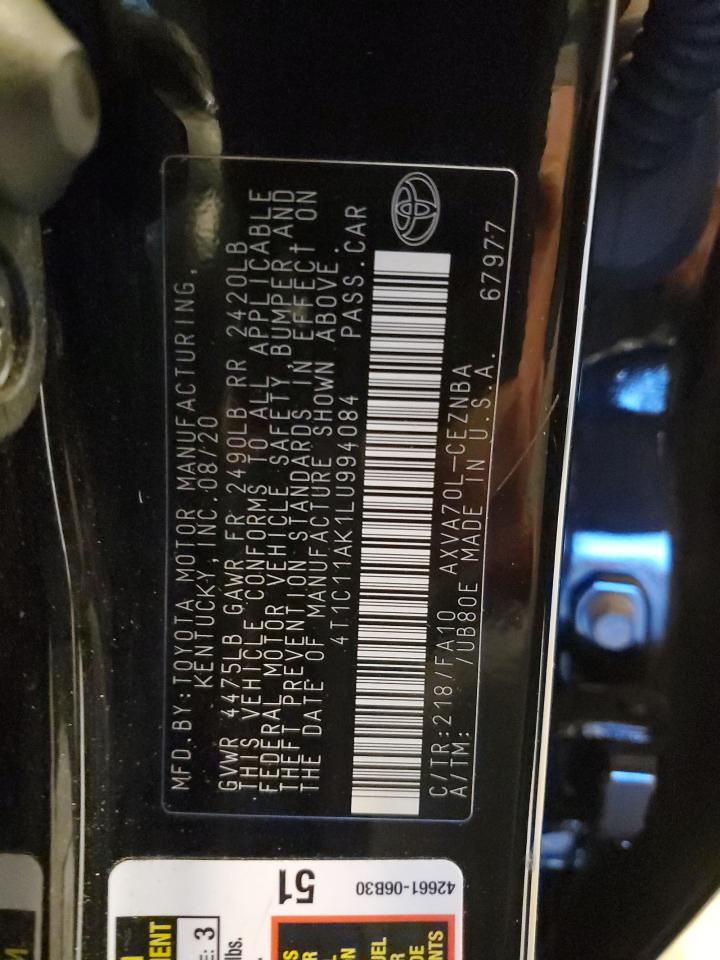 MFD. BY: TOYOTA MOTOR MANUFACTURING,
KENTUCKY, INC. 08/20
GVWR 4475LB GAWR FR 2490LB RR 2420LB
THIS VEHICLE CONFORMS TO ALL APPLICABLE
FEDERAL MOTOR VEHICLE SAFETY, BUMPER AND
THEFT PREVENTION STANDARDS IN EFFECT ON
THE DATE OF MANUFACTURE SHOWN ABOVE.
4T1C11AK1LU994084 PASS. CAR
C/TR: 218/FA10 AXVA70L-CEZNBA
A/TM: /UB80E MADE IN U.S.A. 67977
51
42661-06B30
3
lbs.